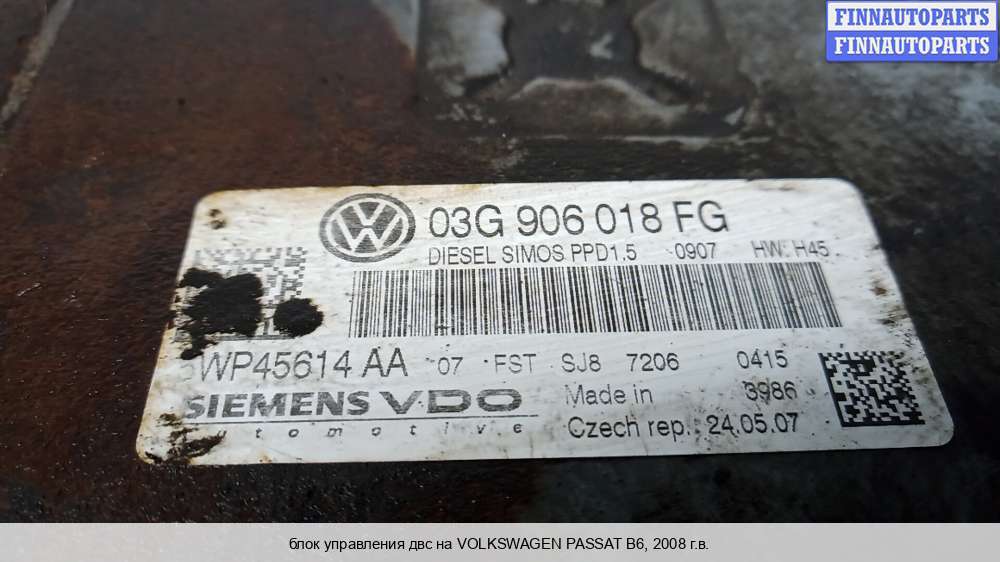 FINNAUTOPARTS
FINNAUTOPARTS
03G 906 018 FG
DIESEL SIMOS PPD1.5 0907 HW: H45
WP45614 AA 07 FST SJ8 7206 0415
SIEMENS VDO Made in 3986
automotive Czech rep. 24.05.07
блок управления двс на VOLKSWAGEN PASSAT B6, 2008 г.в.